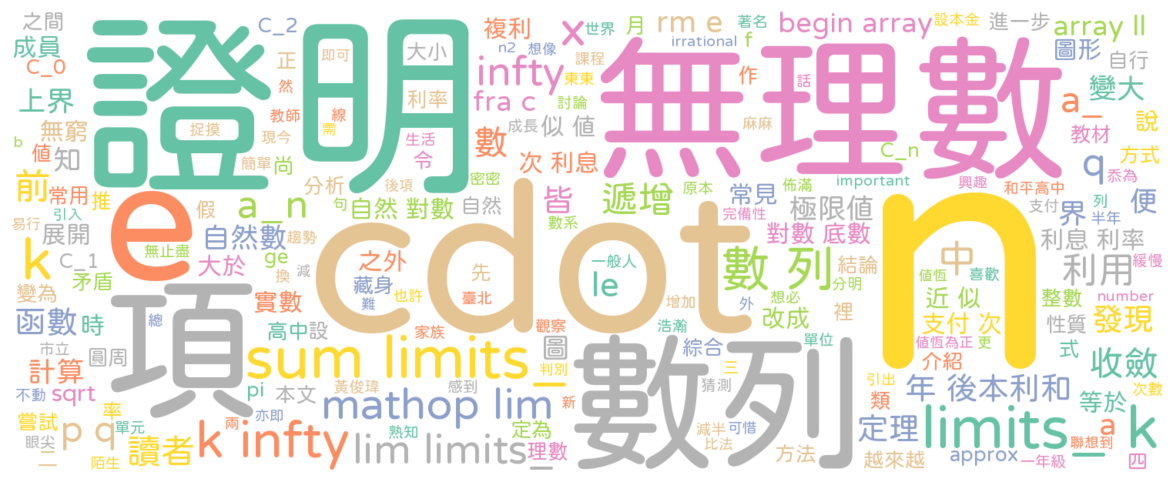 之間 C_2 複利 x 世界 月 rm e 著名 begin array 設本金 進一步 array ll
成員 證明 正 即可 大小 n2 irrational 想像 f 課程 作 無理數 話 圖形 自行
C_0 然 利率 infty 東東 變大
上界 教師 線 fra c 討論 a_
無窮 捉摸 現今 需 生活 成長 似 值 麻麻 教材 說
b 值 知 簡單 尚 令 數 次 利息 C_n q 方式
前 常用 推 分析 後項 密密 皆 遞增 原本 常見 佈滿 important 興趣 和平高中 忝為
引入 句 假 e a_n 自然 對數 自然 cdot 完備性 極限值 n 支付 列 界 半年 便
易行 展開 自然數 趨勢 數系 對數 底數 利息 利率
k C_1 無止盡 大於 ge 之外 先 一般人 數 列 結論 中 值恆 喜歡 利用 緩慢
變為 矛盾 換 減 藏身 le 分明
項 實數 難 也許 臺北 增加 外 想必 裡 近 似 整數 number
函數 時 總 高中 設 家族 觀察 浩瀚 改成 支付 次 性質 發現
市立 圓周 sum limits_ 圖 綜合 單位 值恆為正 更 式
計算 判別 數列 三 介紹 收斂
不動 sqrt pi 本文 黃俊瑋 感到 新 猜測 引出 年 後本利和 次數
嘗試 率 亦即 mathop lim 類 等於
二 p q 單元 兩 熟知 定為 減半 可惜 定理 limits_ a k
眼尖 陌生 讀者 k infty lim limits_ 理數 比法 方法 越來越 approx 一年級 聯想到 四